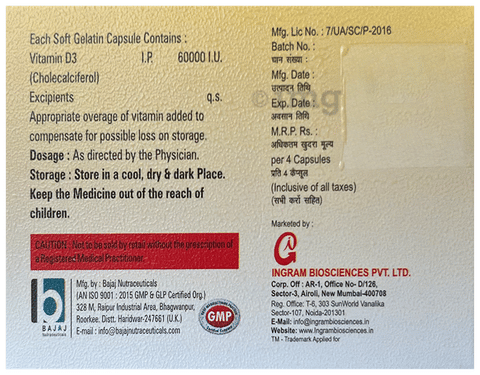 Each Soft Gelatin Capsule Contains :
Vitamin D3 I.P. 60000 I.U.
(Cholecalciferol)
Excipients q.s.
Appropriate overage of vitamin added to
compensate for possible loss on storage.
Dosage : As directed by the Physician.
Storage : Store in a cool, dry & dark Place.
Keep the Medicine out of the reach of
children.
CAUTION : Not to be sold by retail without the prescription of
a Registered Medical Practitioner.
b
BAJAJ
Nutraceuticals
Mfg. by : Bajaj Nutraceuticals
(AN ISO 9001 : 2015 GMP & GLP Certified Org.)
328 M, Raipur Industrial Area, Bhagwanpur,
Roorkee. Distt. Haridwar-247661 (U.K.)
E-mail : info@bajajnutraceuticals.com
GMP
Mfg. Lic No. : 7/UA/SC/P-2016
Batch No. :
घान संख्या :
Mfg. Date :
उत्पादन तिथि
Exp. Date :
अवसान तिथि
M.R.P. Rs :
अधिकतम खुदरा मूल्य
per 4 Capsules
प्रति 4 कैप्सूल
(Inclusive of all taxes)
(सभी करों सहित)
Marketed by :
INGRAM BIOSCIENCES PVT. LTD.
Corp. Off : AR-1, Office No- D/126,
Sector-3, Airoli, New Mumbai-400708
Reg. Office: T-6, 303 SunWorld Vanalika
Sector-107, Noida-201301
E-Mail: info@ingrambiosciences.in
Website: www.Ingrambiosciences.in
TM - Trademark Applied for